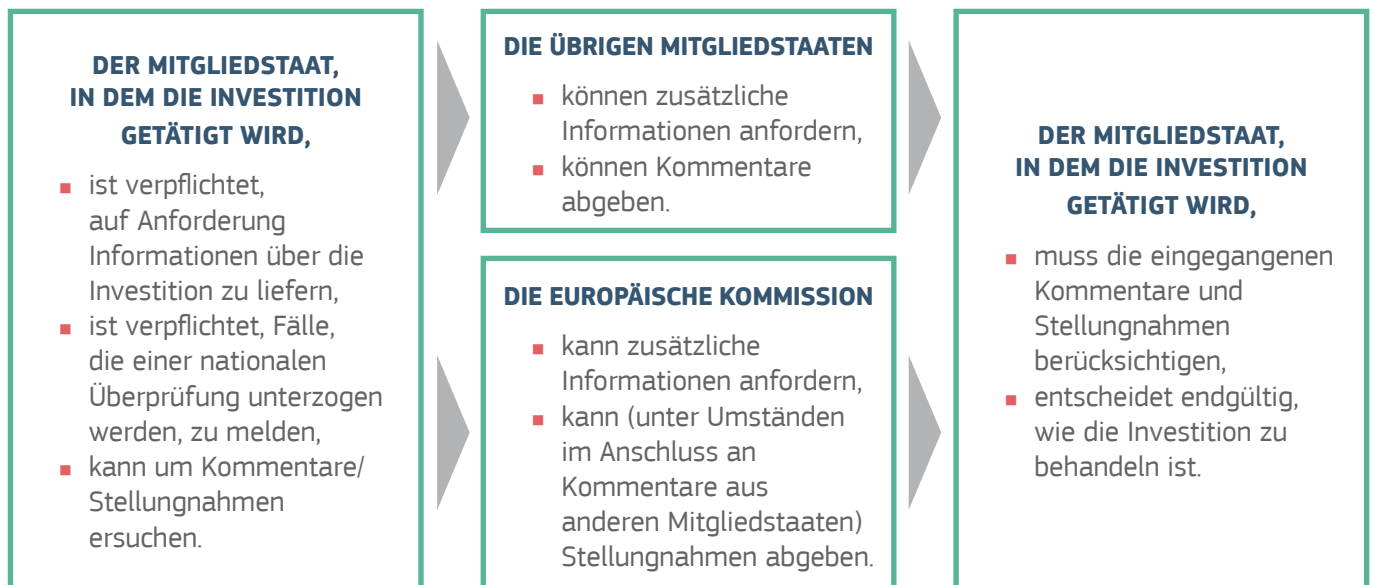 DER MITGLIEDSTAAT,
IN DEM DIE INVESTITION
GETÄTIGT WIRD,
▪ ist verpflichtet,
auf Anforderung
Informationen über die
Investition zu liefern,
▪ ist verpflichtet, Fälle,
die einer nationalen
Überprüfung unterzogen
werden, zu melden,
▪ kann um Kommentare/
Stellungnahmen
ersuchen.
DIE ÜBRIGEN MITGLIEDSTAATEN
▪ können zusätzliche
Informationen anfordern,
▪ können Kommentare
abgeben.
DIE EUROPÄISCHE KOMMISSION
▪ kann zusätzliche
Informationen anfordern,
▪ kann (unter Umständen
im Anschluss an
Kommentare aus
anderen Mitgliedstaaten)
Stellungnahmen abgeben.
DER MITGLIEDSTAAT,
IN DEM DIE INVESTITION
GETÄTIGT WIRD,
▪ muss die eingegangenen
Kommentare und
Stellungnahmen
berücksichtigen,
▪ entscheidet endgültig,
wie die Investition zu
behandeln ist.